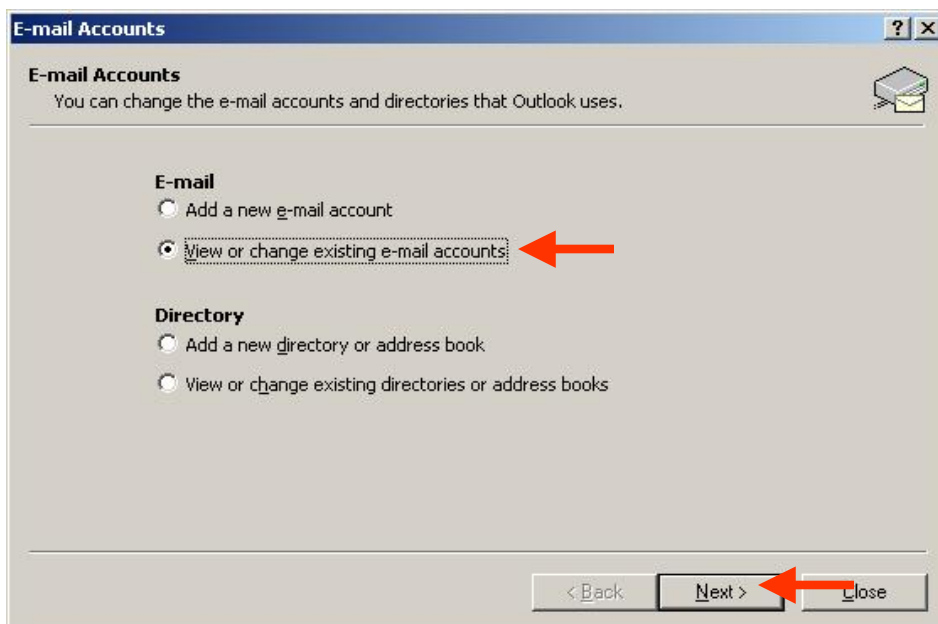 E-mail Accounts
E-mail Accounts
You can change the e-mail accounts and directories that Outlook uses.
E-mail
Add a new e-mail account
View or change existing e-mail accounts
Directory
Add a new directory or address book
View or change existing directories or address books
< Back Next > Close